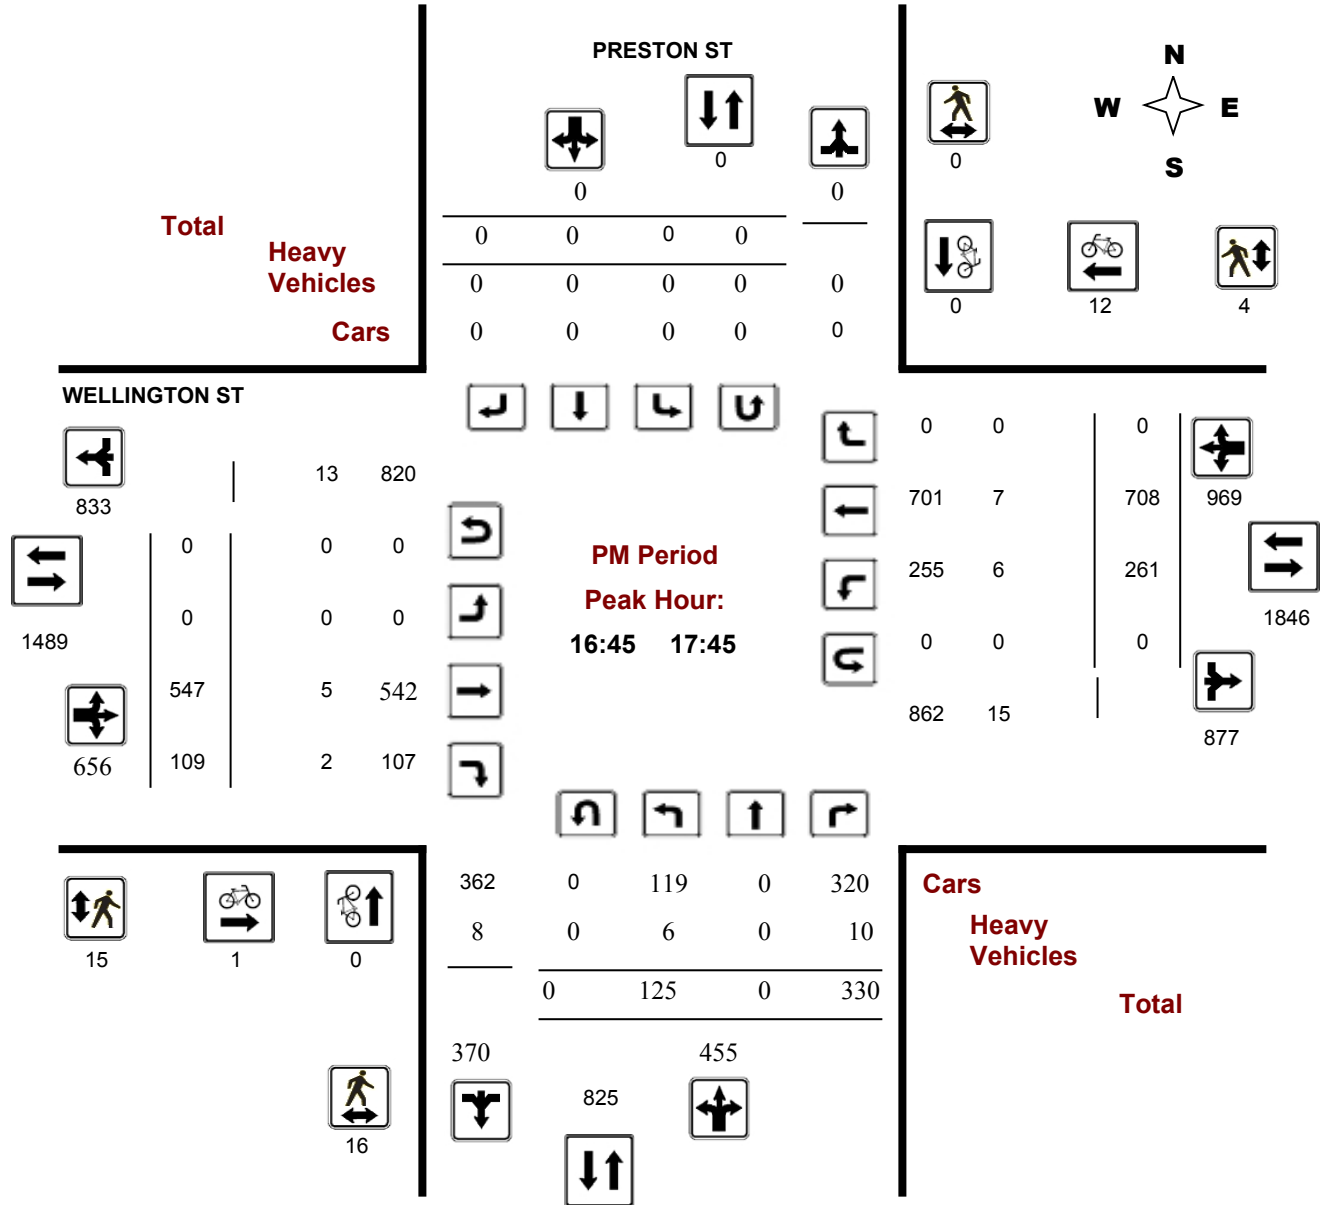 PRESTON ST
N
W E
S
0
0
0 0 0
Total
0 0 0 0
Heavy
Vehicles
0 0 0 0 0
Cars
0 0 0 0 0
0 12 4
WELLINGTON ST
13 820
833
0 0 0
0 0 0
1489
547 5 542
656
109 2 107
PM Period
Peak Hour:
16:45 17:45
0 0 0
701 7 708 969
255 6 261
1846
0 0 0
862 15
877
362 0 119 0 320
Cars
8 0 6 0 10
Heavy
Vehicles
0 125 0 330
Total
15 1 0
370 455
825
16